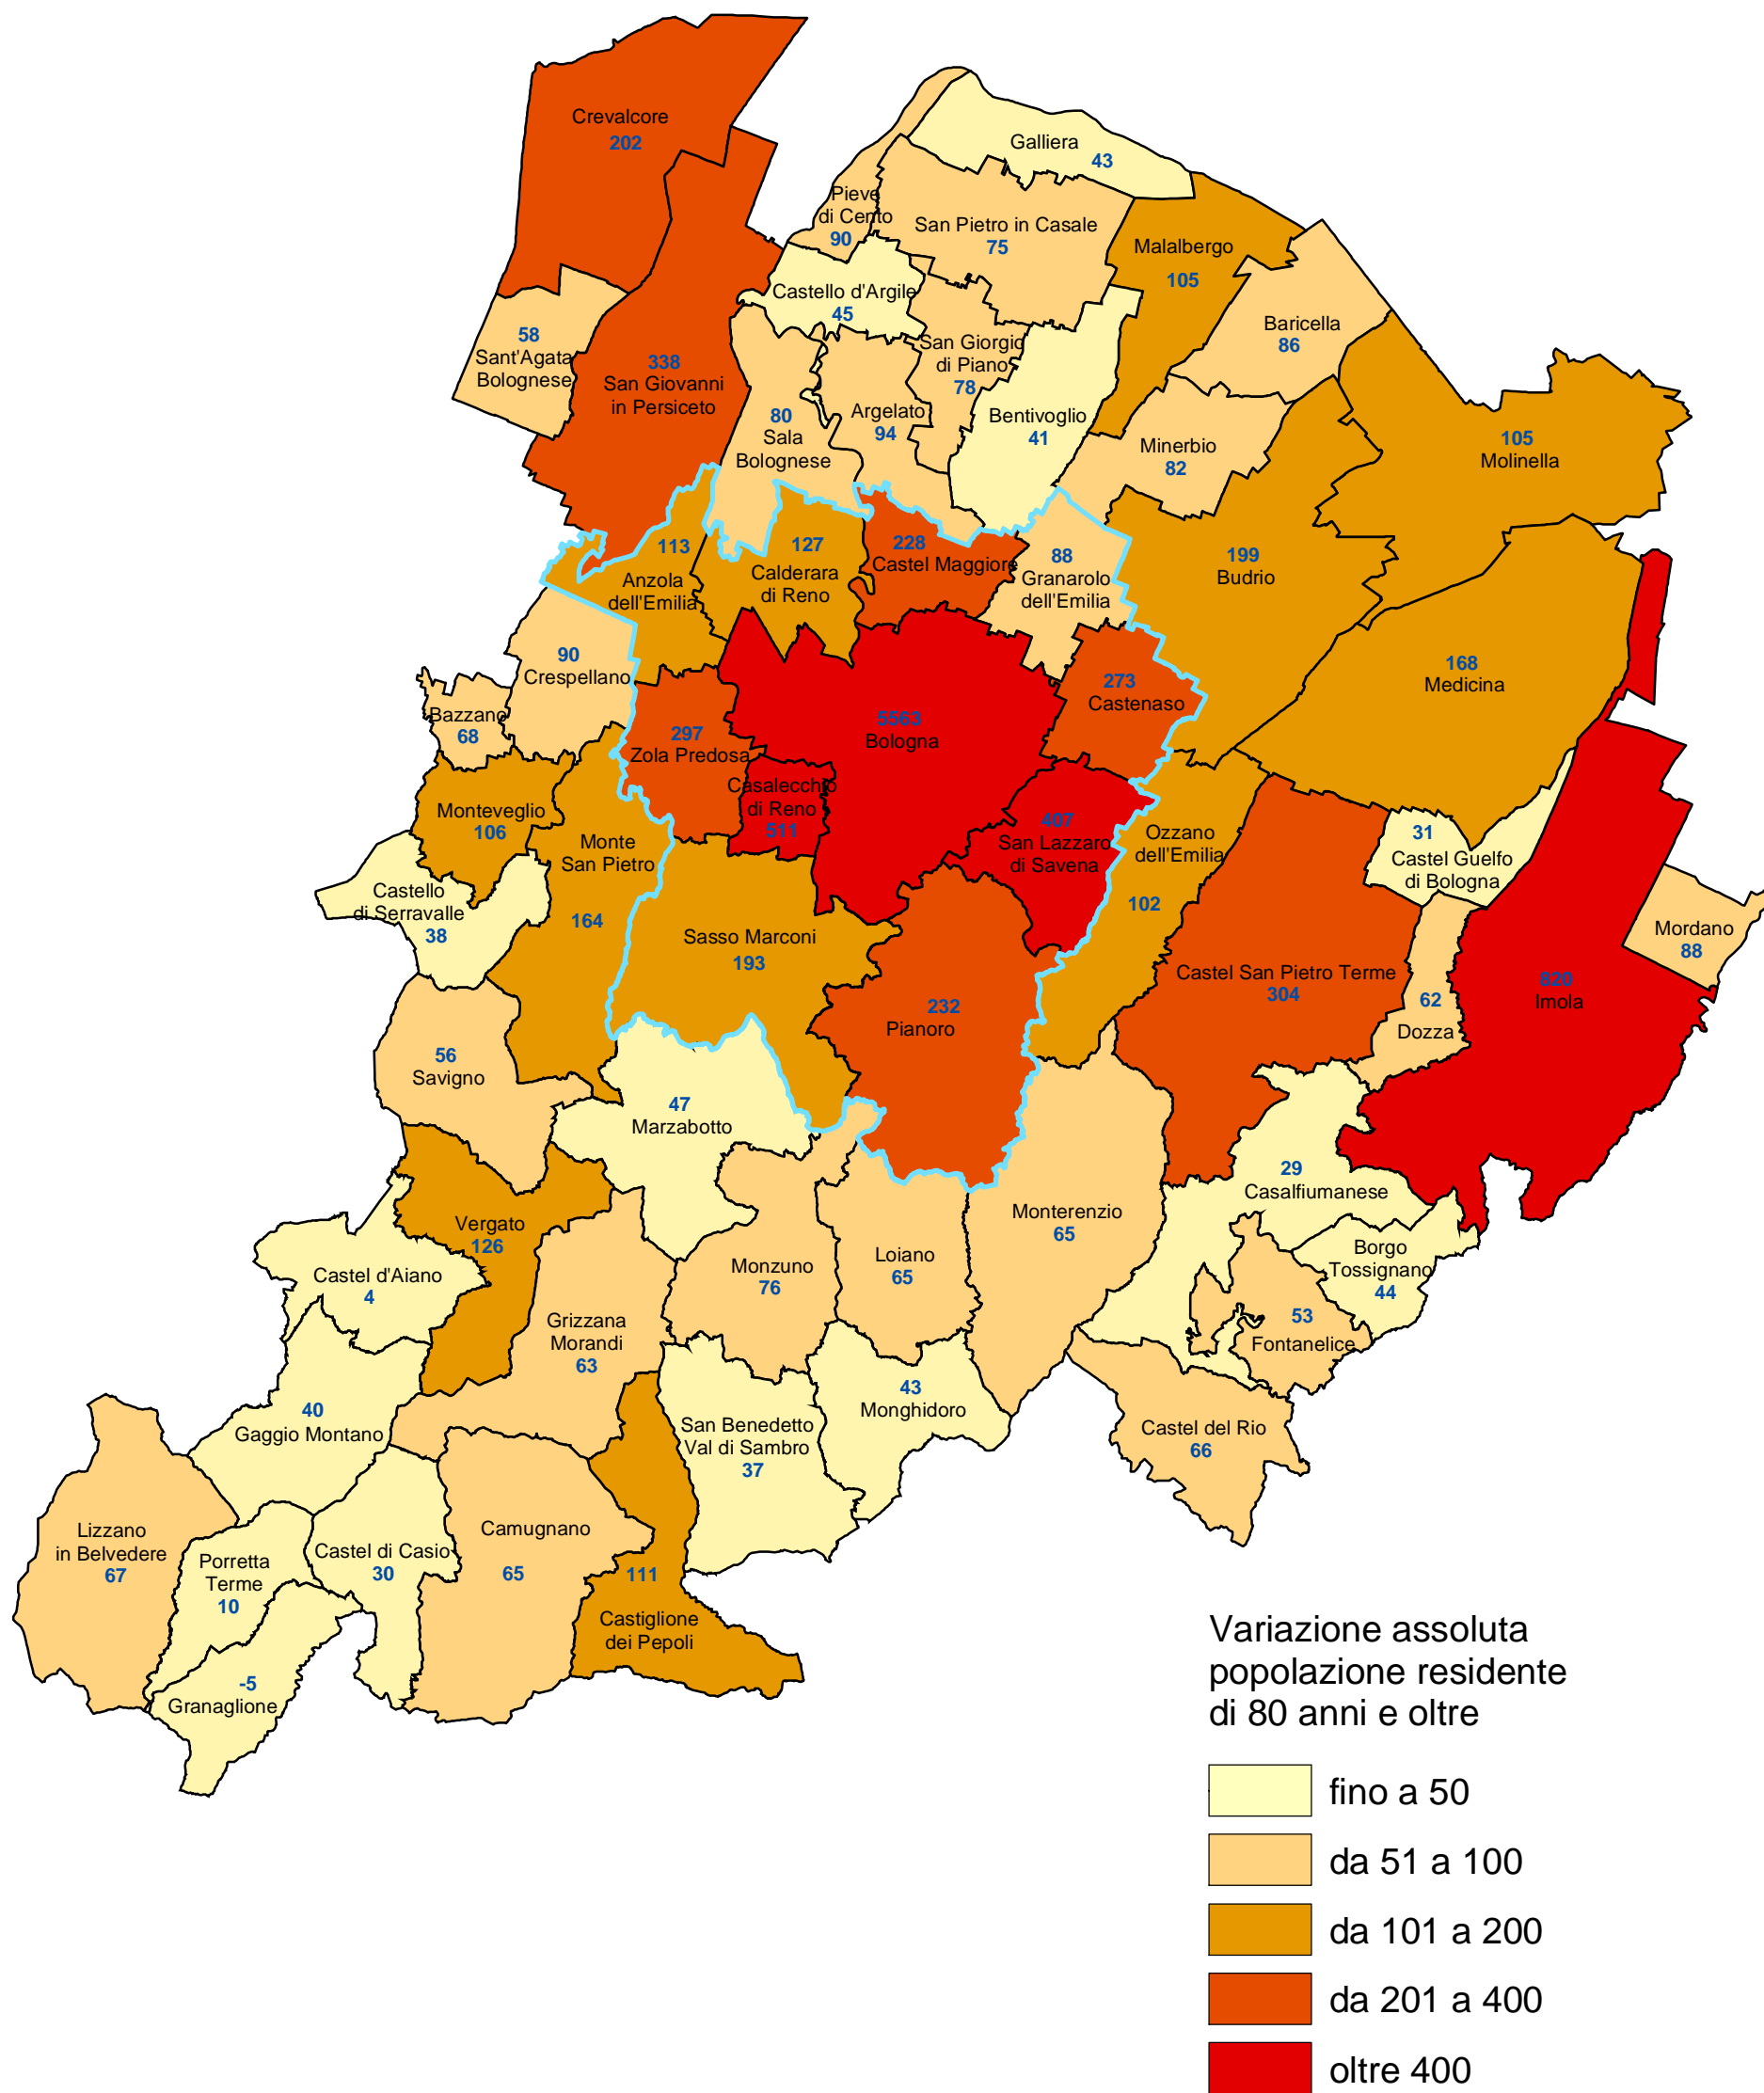 Crevalcore
202
Galliera
43
Pieve
di Cento
90
San Pietro in Casale
75
Malalbergo
105
Castello d'Argile
45
Baricella
86
58
Sant'Agata
Bolognese
338
San Giovanni
in Persiceto
San Giorgio
di Piano
78
80
Sala
Bolognese
Argelato
94
Bentivoglio
41
Minerbio
82
105
Molinella
113
Anzola
dell'Emilia
127
Calderara
di Reno
228
Castel Maggiore
88
Granarolo
dell'Emilia
199
Budrio
90
Crespellano
168
Medicina
273
Castenaso
Bazzano
68
297
Zola Predosa
5563
Bologna
Casalecchio
di Reno
511
Monteveglio
106
Monte
San Pietro
164
407
San Lazzaro
di Savena
Ozzano
dell'Emilia
102
31
Castel Guelfo
di Bologna
Castello
di Serravalle
38
Sasso Marconi
193
Mordano
88
Castel San Pietro Terme
304
62
Dozza
820
Imola
232
Pianoro
56
Savigno
47
Marzabotto
29
Casalfiumanese
Vergato
126
Monterenzio
65
Castel d'Aiano
4
Monzuno
76
Loiano
65
Borgo
Tossignano
44
Grizzana
Morandi
63
53
Fontanelice
40
Gaggio Montano
43
Monghidoro
San Benedetto
Val di Sambro
37
Castel del Rio
66
Lizzano
in Belvedere
67
Porretta
Terme
10
Castel di Casio
30
Camugnano
65
111
Castiglione
dei Pepoli
-5
Granaglione
Variazione assoluta
popolazione residente
di 80 anni e oltre
fino a 50
da 51 a 100
da 101 a 200
da 201 a 400
oltre 400